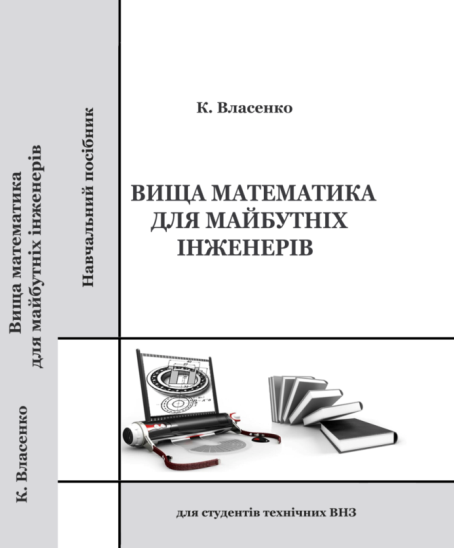 К. Власенко
Вища математика
для майбутніх інженерів
Навчальний посібник
К. Власенко
ВИЩА МАТЕМАТИКА
ДЛЯ МАЙБУТНІХ
ІНЖЕНЕРІВ
для студентів технічних ВНЗ